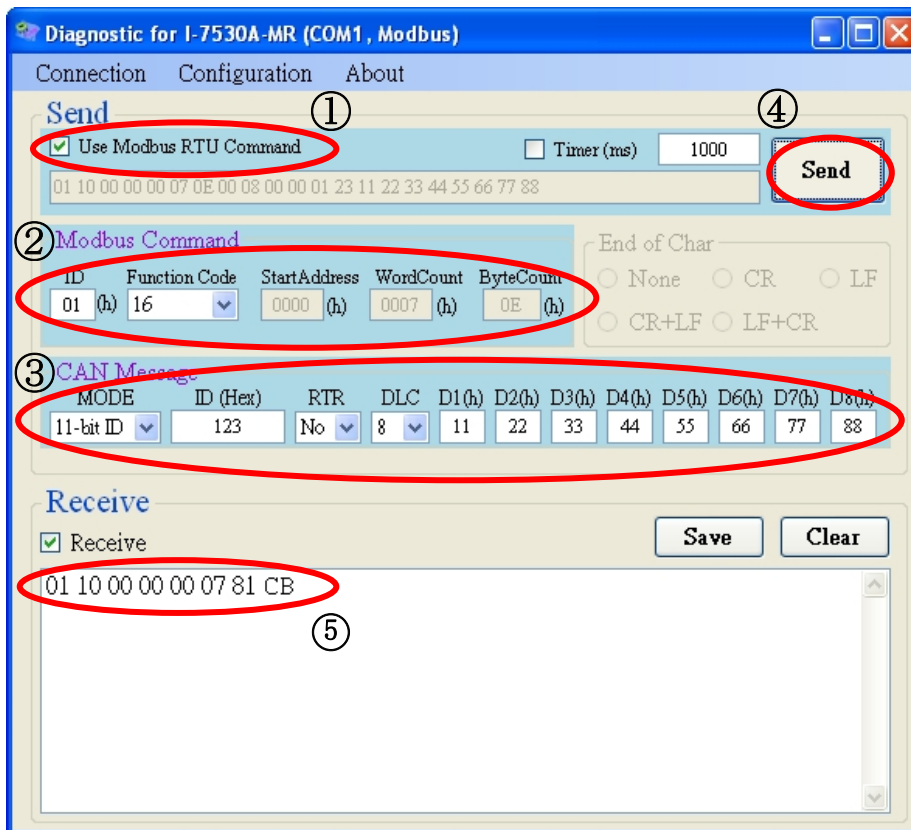 Diagnostic for I-7530A-MR (COM1, Modbus)
Connection Configuration About
Send ① ④
Use Modbus RTU Command Timer (ms) 1000 Send
01 10 00 00 00 07 0E 00 08 00 00 01 23 11 22 33 44 55 66 77 88
② Modbus Command End of Char
ID Function Code StartAddress WordCount ByteCount None CR LF
01 (h) 16 0000 (h) 0007 (h) 0E (h)
CR+LF LF+CR
③ CAN Message
MODE ID (Hex) RTR DLC D1(h) D2(h) D3(h) D4(h) D5(h) D6(h) D7(h) D8(h)
11-bit ID 123 No 8 11 22 33 44 55 66 77 88
Receive
Receive Save Clear
01 10 00 00 00 07 81 CB
⑤